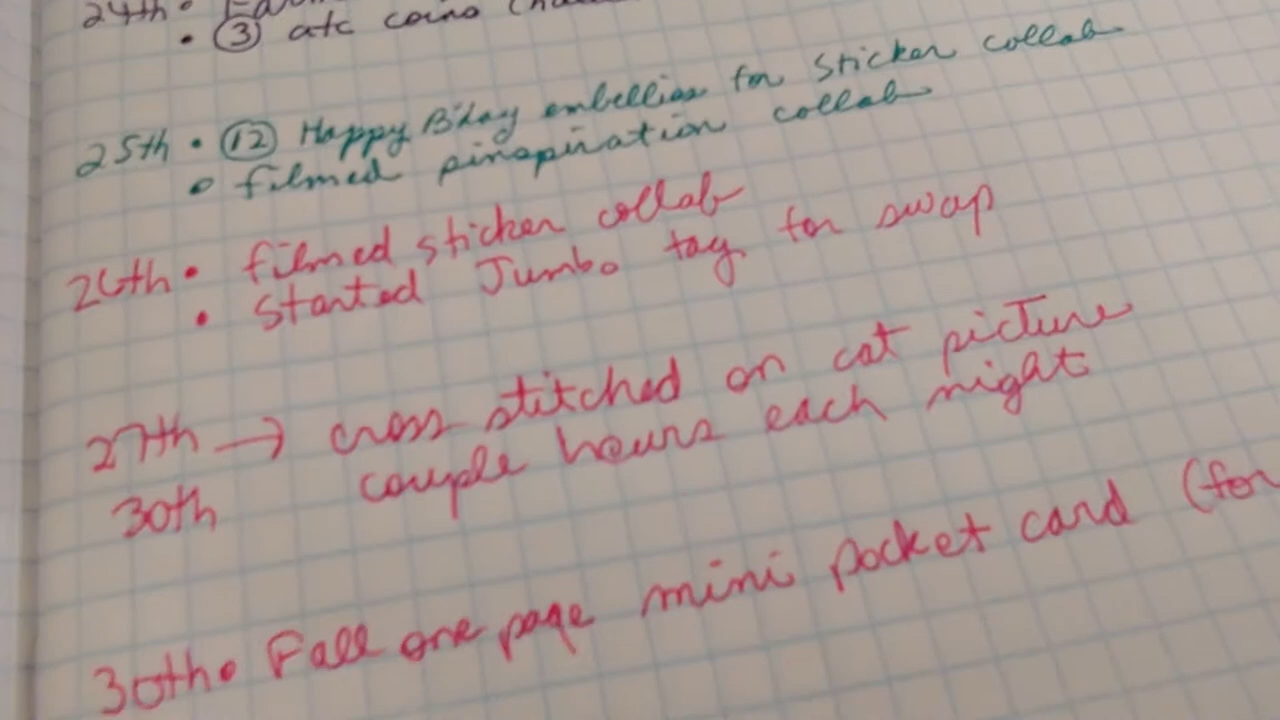 24th •
• ③ atc coins
25th • ⑫ Happy B'day embellies for sticker collab
• filmed pinspiration collab
26th • filmed sticker collab
• started Jumbo tag for swap
27th → cross stitched on cat picture
30th couple hours each night
30th • Fall one page mini pocket card (for